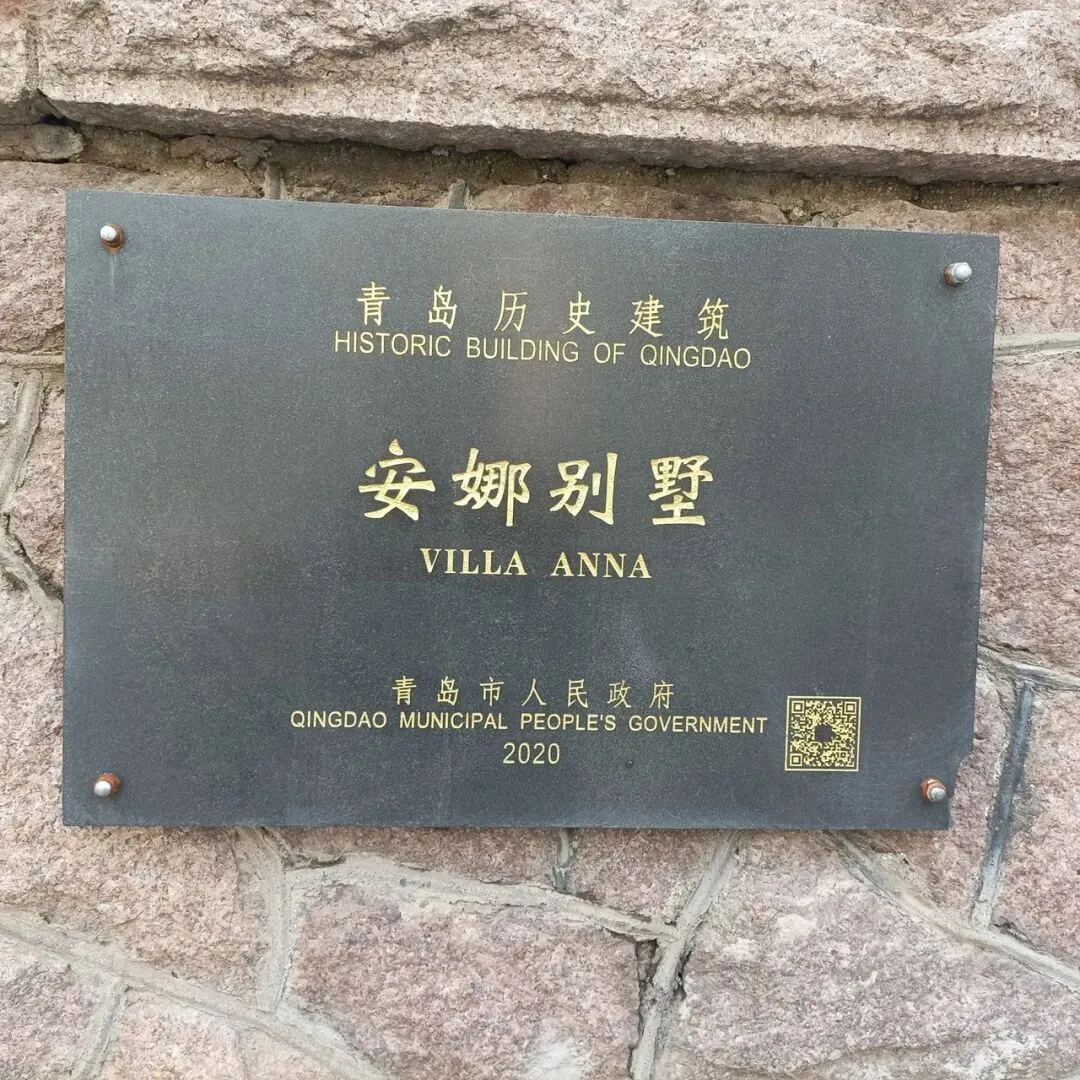 青岛历史建筑
HISTORIC BUILDING OF QINGDAO
安娜别墅
VILLA ANNA
青岛市人民政府
QINGDAO MUNICIPAL PEOPLE'S GOVERNMENT
2020